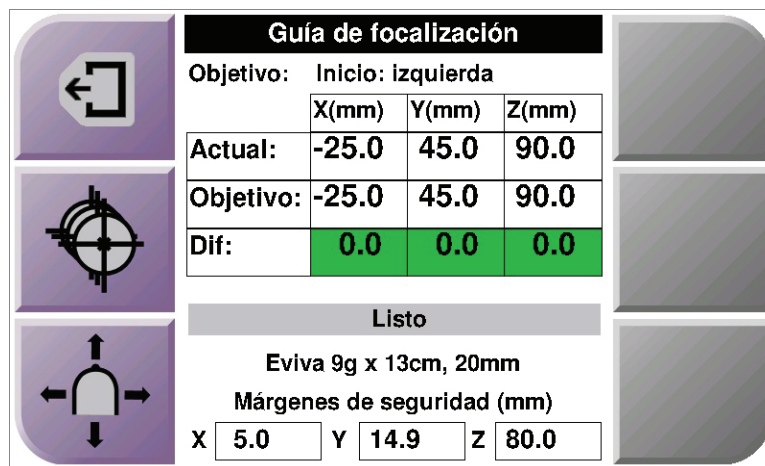 Guía de focalización
Objetivo: Inicio: izquierda
X(mm) Y(mm) Z(mm)
Actual: -25.0 45.0 90.0
Objetivo: -25.0 45.0 90.0
Dif: 0.0 0.0 0.0
Listo
Eviva 9g x 13cm, 20mm
Márgenes de seguridad (mm)
X 5.0 Y 14.9 Z 80.0